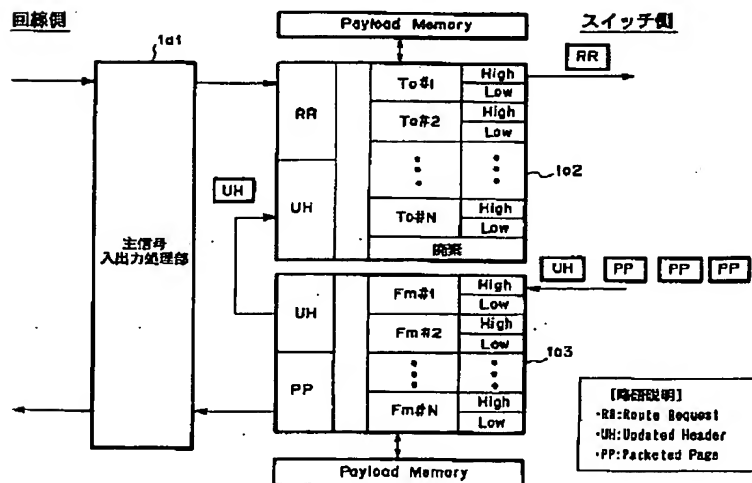 回線側
スイッチ側
1a1
Payload Memory
RR
RR
To#1
High
Low
To#2
High
Low
UH
UH
1a2
To#N
High
Low
廃棄
主信号
入出力処理部
UH
PP
PP
PP
UH
Fm#1
High
Low
Fm#2
High
Low
1a3
PP
Fm#N
High
Low
Payload Memory
[略語説明]
・RR:Route Request
・UH:Updated Header
・PP:Packeted Page